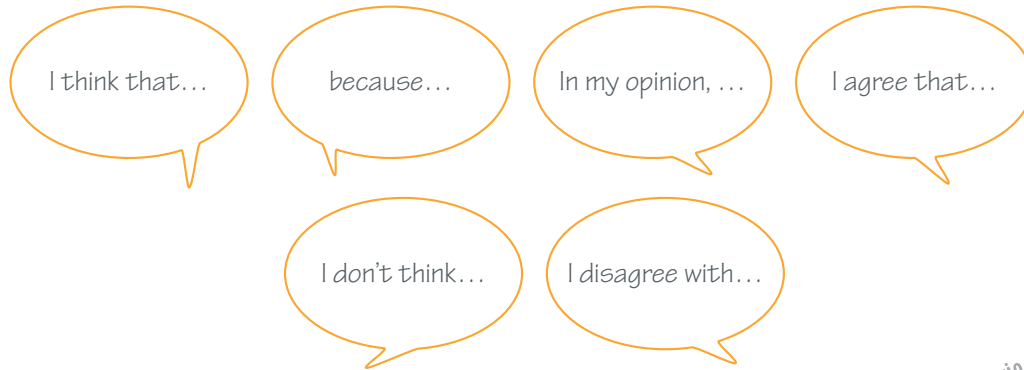 I think that...
because...
In my opinion, ...
I agree that...
I don't think...
I disagree with...